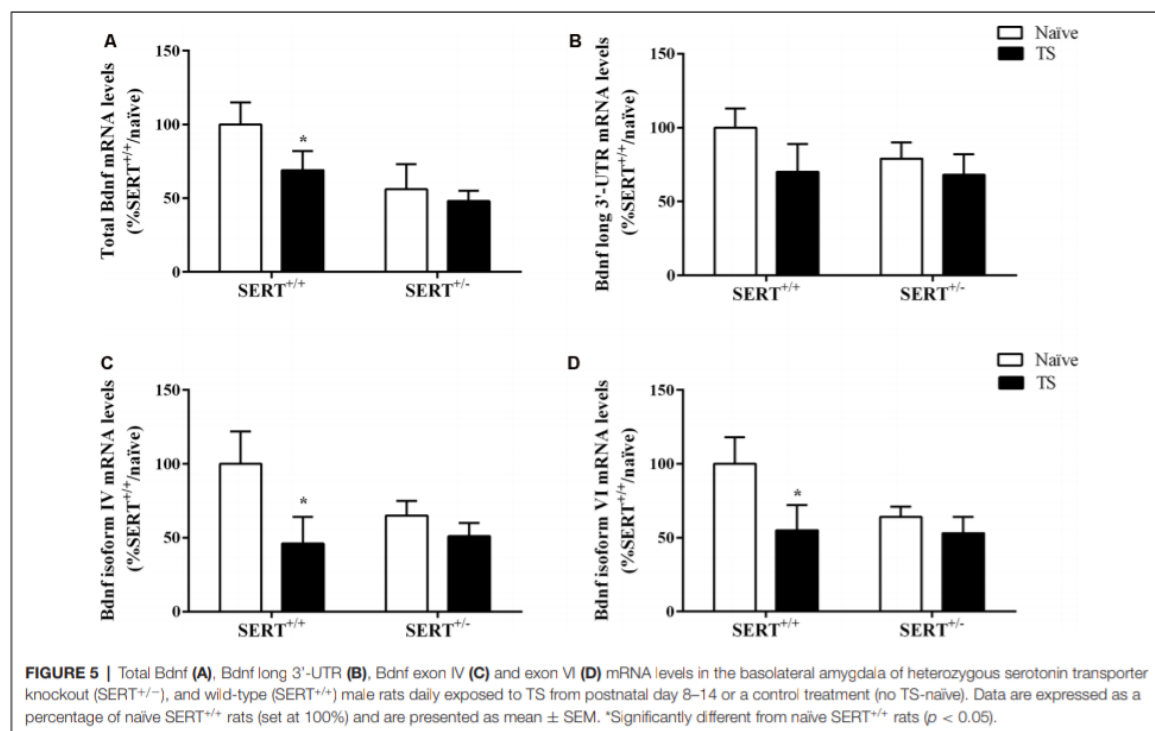 A
Total Bdnf mRNA levels
(%SERT+/+/naïve)
150
100
50
0
*
SERT+/+
SERT+/-
B
Bdnf long 3'-UTR mRNA levels
(%SERT+/+/naïve)
150
100
50
0
SERT+/+
SERT+/-
Naïve
TS
C
Bdnf isoform IV mRNA levels
(%SERT+/+/naïve)
150
100
50
0
*
SERT+/+
SERT+/-
D
Bdnf isoform VI mRNA levels
(%SERT+/+/naïve)
150
100
50
0
*
SERT+/+
SERT+/-
Naïve
TS
FIGURE 5 | Total Bdnf (A), Bdnf long 3'-UTR (B), Bdnf exon IV (C) and exon VI (D) mRNA levels in the basolateral amygdala of heterozygous serotonin transporter
knockout (SERT+/−), and wild-type (SERT+/+) male rats daily exposed to TS from postnatal day 8–14 or a control treatment (no TS-naïve). Data are expressed as a
percentage of naïve SERT+/+ rats (set at 100%) and are presented as mean ± SEM. *Significantly different from naïve SERT+/+ rats (p < 0.05).